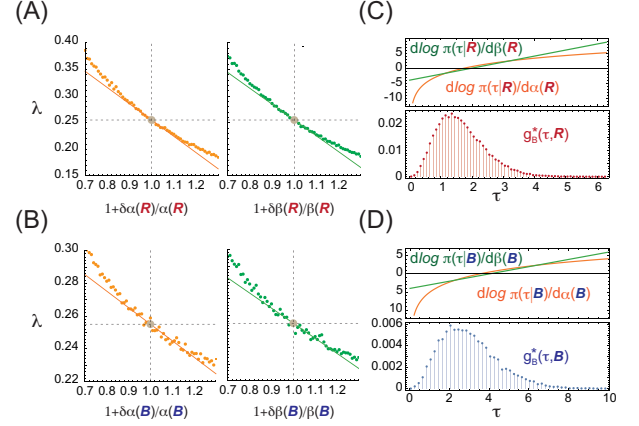 (A)
0.40
0.35
0.30
λ
0.25
0.20
0.15
0.7 0.8 0.9 1.0 1.1 1.2
1+δα(R)/α(R)
0.7 0.8 0.9 1.0 1.1 1.2
1+δβ(R)/β(R)
(B)
0.30
0.28
λ
0.26
0.24
0.22
0.7 0.8 0.9 1.0 1.1 1.2
1+δα(B)/α(B)
0.7 0.8 0.9 1.0 1.1 1.2
1+δβ(B)/β(B)
(C)
dlog π(τ|R)/dβ(R)
5
0
-5
-10
dlog π(τ|R)/dα(R)
0.02
0.01
0
g*B(τ,R)
0 1 2 3 4 5 6
τ
(D)
dlog π(τ|B)/dβ(B)
5
0
5
10
dlog π(τ|B)/dα(B)
0.006
0.004
0.002
0.000
g*B(τ,B)
0 2 4 6 8 10
τ